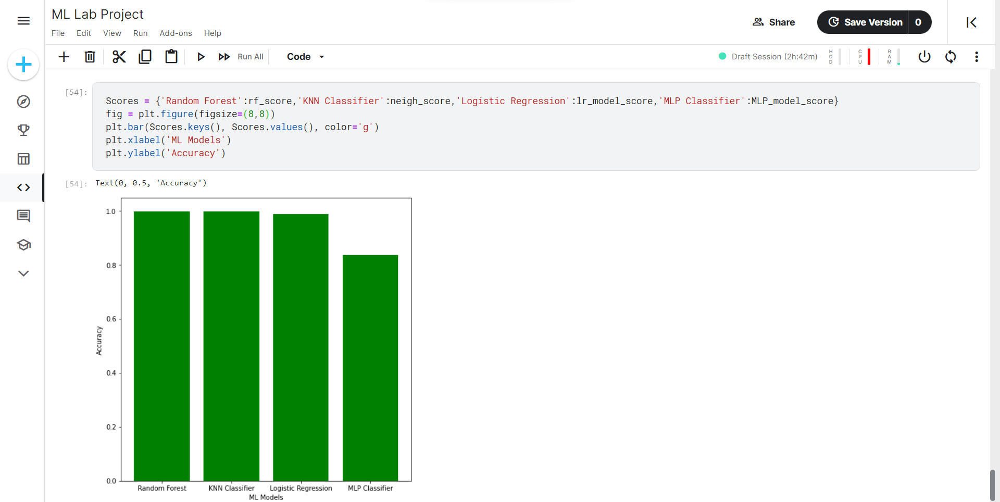 ML Lab Project
File Edit View Run Add-ons Help
Share
Save Version 0
Run All
Code
Draft Session (2h:42m)
HDD
CPU
RAM
[54]:
Scores = {'Random Forest':rf_score,'KNN Classifier':neigh_score,'Logistic Regression':lr_model_score,'MLP Classifier':MLP_model_score}
fig = plt.figure(figsize=(8,8))
plt.bar(Scores.keys(), Scores.values(), color='g')
plt.xlabel('ML Models')
plt.ylabel('Accuracy')
[54]:
Text(0, 0.5, 'Accuracy')
1.0
0.8
0.6
0.4
0.2
0.0
Accuracy
Random Forest KNN Classifier Logistic Regression MLP Classifier
ML Models